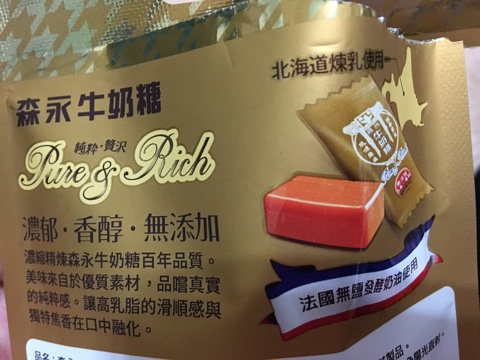 北海道煉乳使用
森永牛奶糖
純粋・贅沢
Pure & Rich
濃郁・香醇・無添加
濃縮精煉森永牛奶糖百年品質。
美味來自於優質素材，品嚐真實
的純粹感。讓高乳脂的滑順感與
獨特焦香在口中融化。
法國無鹽發酵奶油使用
品名：森